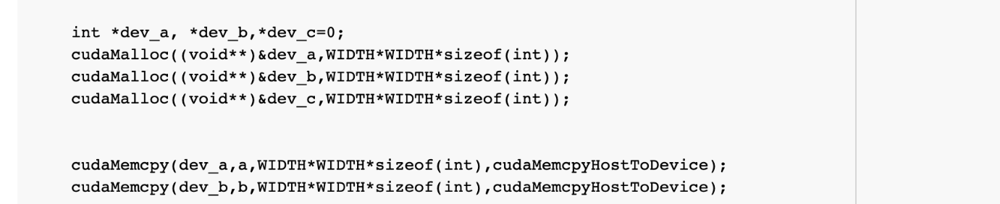 int *dev_a, *dev_b,*dev_c=0;
cudaMalloc((void**)&dev_a,WIDTH*WIDTH*sizeof(int));
cudaMalloc((void**)&dev_b,WIDTH*WIDTH*sizeof(int));
cudaMalloc((void**)&dev_c,WIDTH*WIDTH*sizeof(int));
cudaMemcpy(dev_a,a,WIDTH*WIDTH*sizeof(int),cudaMemcpyHostToDevice);
cudaMemcpy(dev_b,b,WIDTH*WIDTH*sizeof(int),cudaMemcpyHostToDevice);